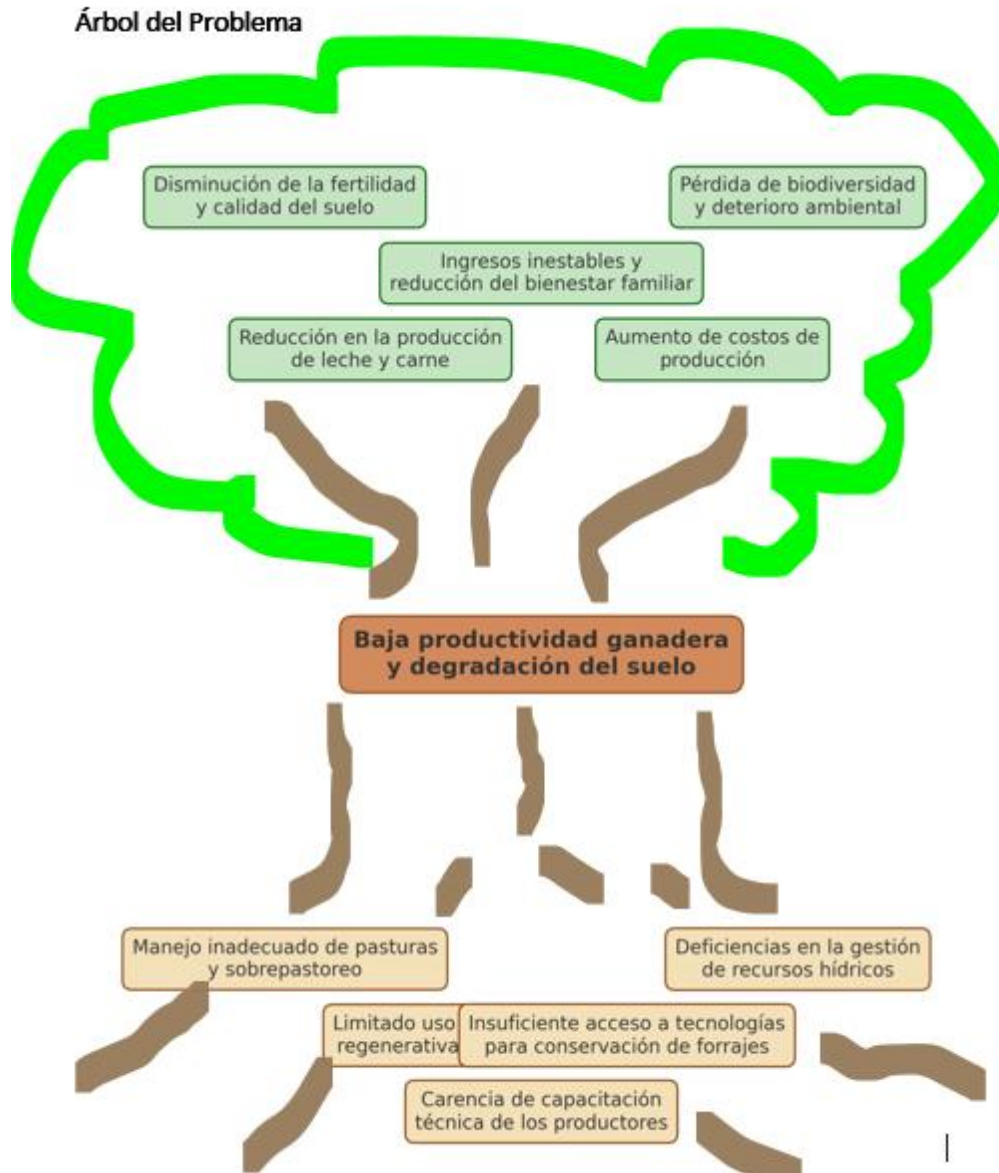 Árbol del Problema
Disminución de la fertilidad
y calidad del suelo
Pérdida de biodiversidad
y deterioro ambiental
Ingresos inestables y
reducción del bienestar familiar
Reducción en la producción
de leche y carne
Aumento de costos de
producción
Baja productividad ganadera
y degradación del suelo
Manejo inadecuado de pasturas
y sobrepastoreo
Deficiencias en la gestión
de recursos hídricos
Limitado uso
regenerativa
Insuficiente acceso a tecnologías
para conservación de forrajes
Carencia de capacitación
técnica de los productores